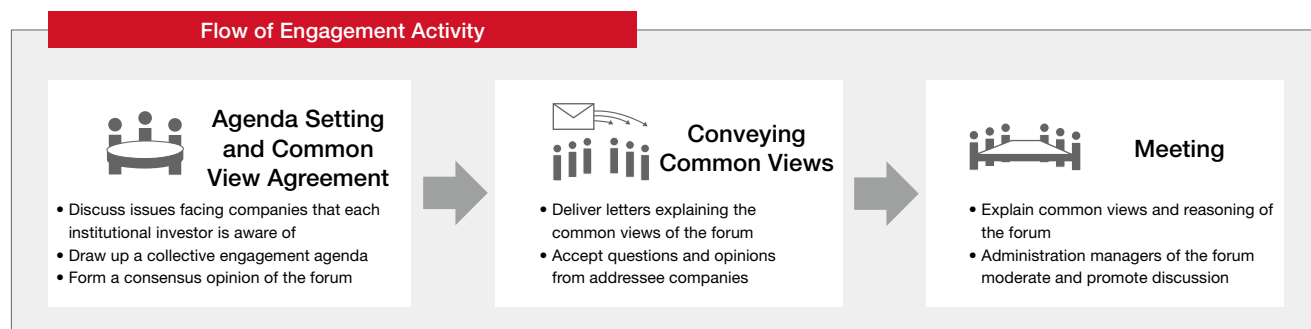 Flow of Engagement Activity
Agenda Setting
and Common
View Agreement
• Discuss issues facing companies that each
institutional investor is aware of
• Draw up a collective engagement agenda
• Form a consensus opinion of the forum
Conveying
Common Views
• Deliver letters explaining the
common views of the forum
• Accept questions and opinions
from addressee companies
Meeting
• Explain common views and reasoning of
the forum
• Administration managers of the forum
moderate and promote discussion